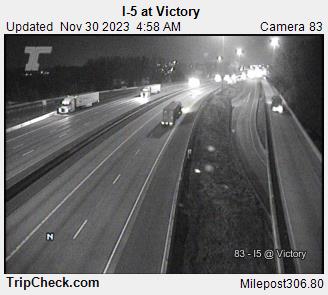 I-5 at Victory
Updated Nov 30 2023 4:58 AM Camera 83
T
N
83 - I5 @ Victory
TripCheck.com Milepost306.80